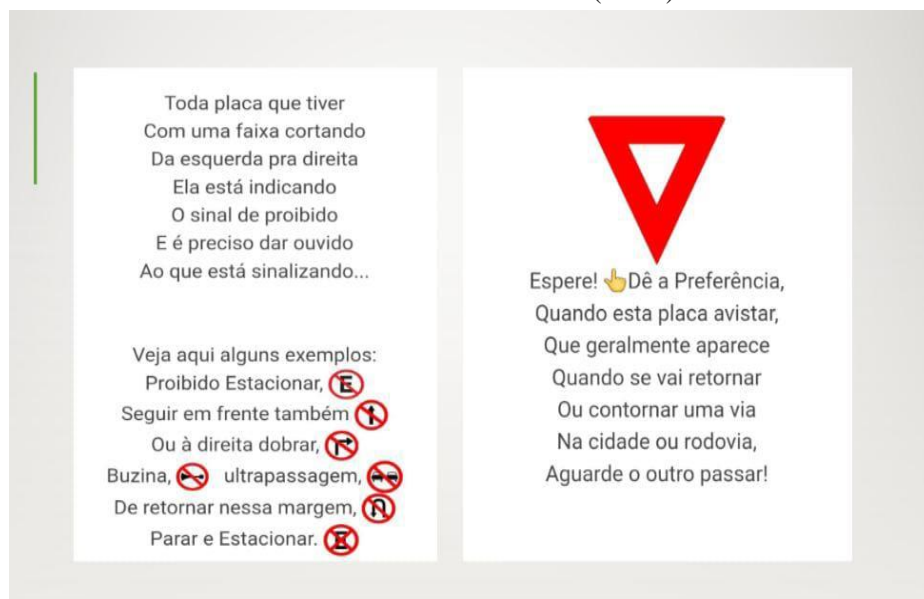 Toda placa que tiver
Com uma faixa cortando
Da esquerda pra direita
Ela está indicando
O sinal de proibido
E é preciso dar ouvido
Ao que está sinalizando...
Veja aqui alguns exemplos:
Proibido Estacionar, E
Seguir em frente também
Ou à direita dobrar,
Buzina, ultrapassagem,
De retornar nessa margem,
Parar e Estacionar. E
Espere! 👆Dê a Preferência,
Quando esta placa avistar,
Que geralmente aparece
Quando se vai retornar
Ou contornar uma via
Na cidade ou rodovia,
Aguarde o outro passar!